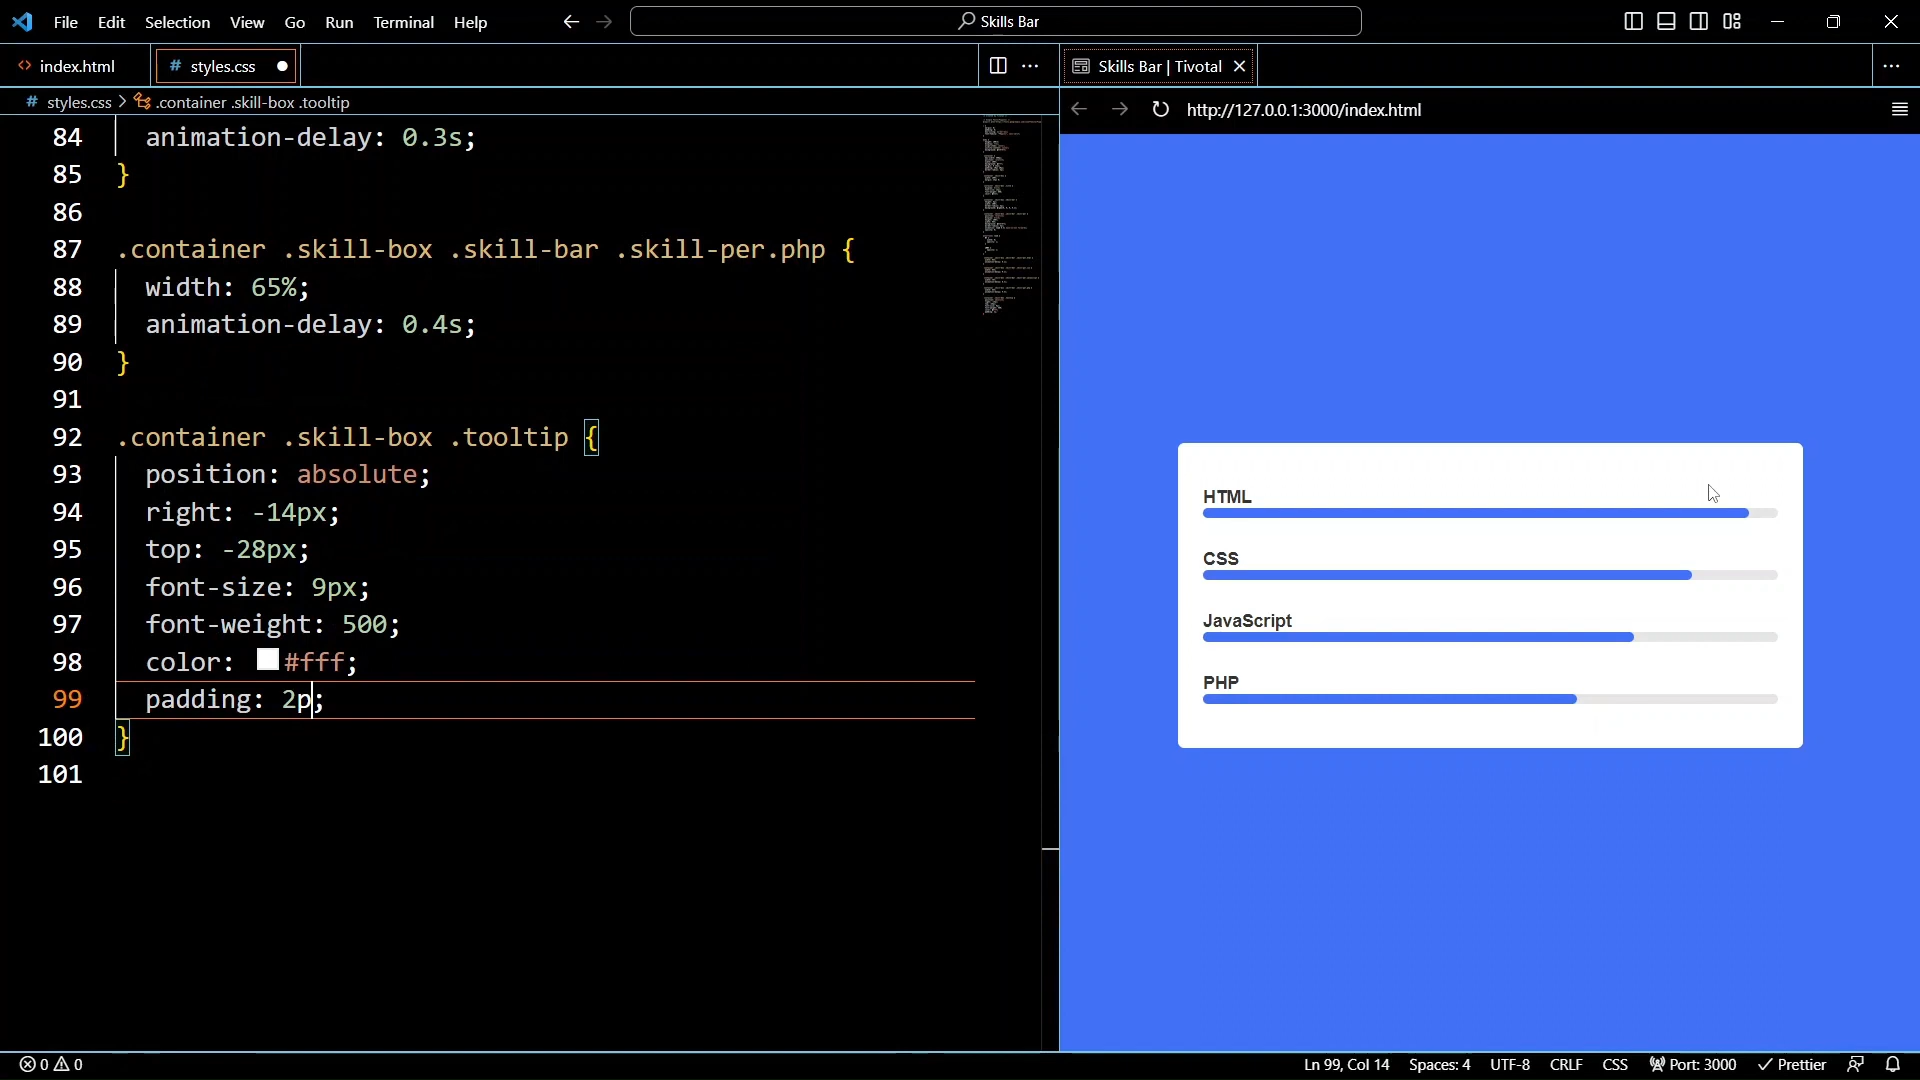 File Edit Selection View Go Run Terminal Help
Skills Bar
index.html
# styles.css
Skills Bar | Tivotal
# styles.css > .container .skill-box .tooltip
http://127.0.0.1:3000/index.html
84 animation-delay: 0.3s;
85 }
86
87 .container .skill-box .skill-bar .skill-per.php {
88 width: 65%;
89 animation-delay: 0.4s;
90 }
91
92 .container .skill-box .tooltip {
93 position: absolute;
94 right: -14px;
95 top: -28px;
96 font-size: 9px;
97 font-weight: 500;
98 color: #fff;
99 padding: 2p;
100 }
101
HTML
CSS
JavaScript
PHP
0 0
Ln 99, Col 14 Spaces: 4 UTF-8 CRLF CSS Port: 3000 Prettier